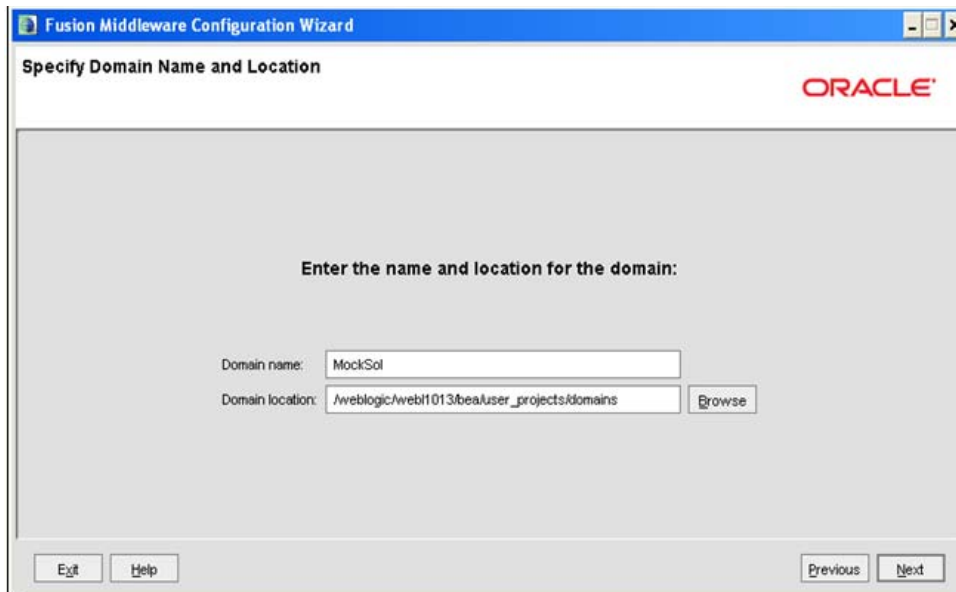 Fusion Middleware Configuration Wizard
Specify Domain Name and Location
ORACLE
Enter the name and location for the domain:
Domain name: MockSol
Domain location: /weblogic/webl1013/bea/user_projects/domains Browse
Exit Help Previous Next